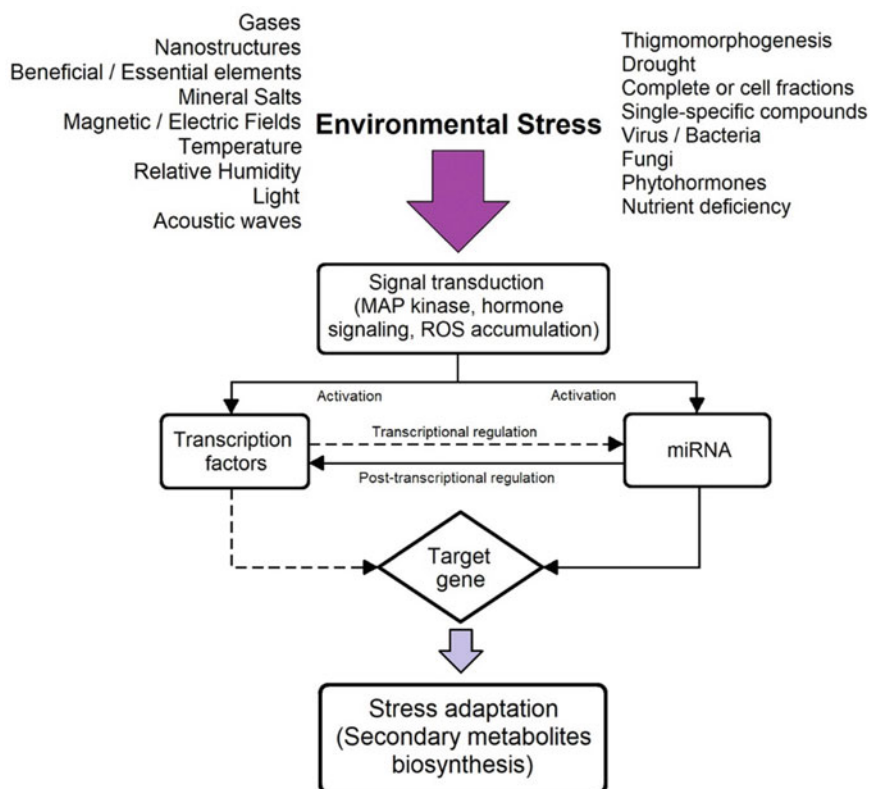 Gases
Nanostructures
Beneficial / Essential elements
Mineral Salts
Magnetic / Electric Fields
Temperature
Relative Humidity
Light
Acoustic waves
Environmental Stress
Thigmomorphogenesis
Drought
Complete or cell fractions
Single-specific compounds
Virus / Bacteria
Fungi
Phytohormones
Nutrient deficiency
Signal transduction
(MAP kinase, hormone
signaling, ROS accumulation)
Activation
Activation
Transcription
factors
Transcriptional regulation
Post-transcriptional regulation
miRNA
Target
gene
Stress adaptation
(Secondary metabolites
biosynthesis)